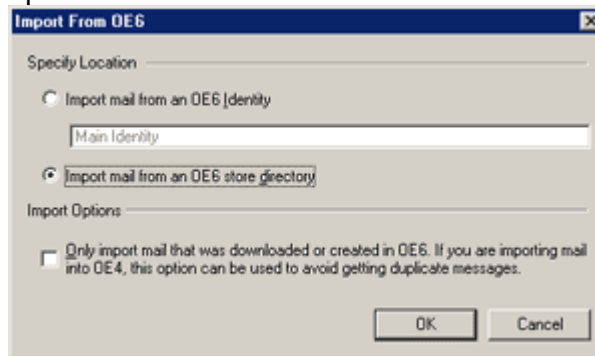 Import From OE6
Specify Location
Import mail from an OE6 Identity
Main Identity
Import mail from an OE6 store directory
Import Options
Only import mail that was downloaded or created in OE6. If you are importing mail
into OE4, this option can be used to avoid getting duplicate messages.
OK Cancel